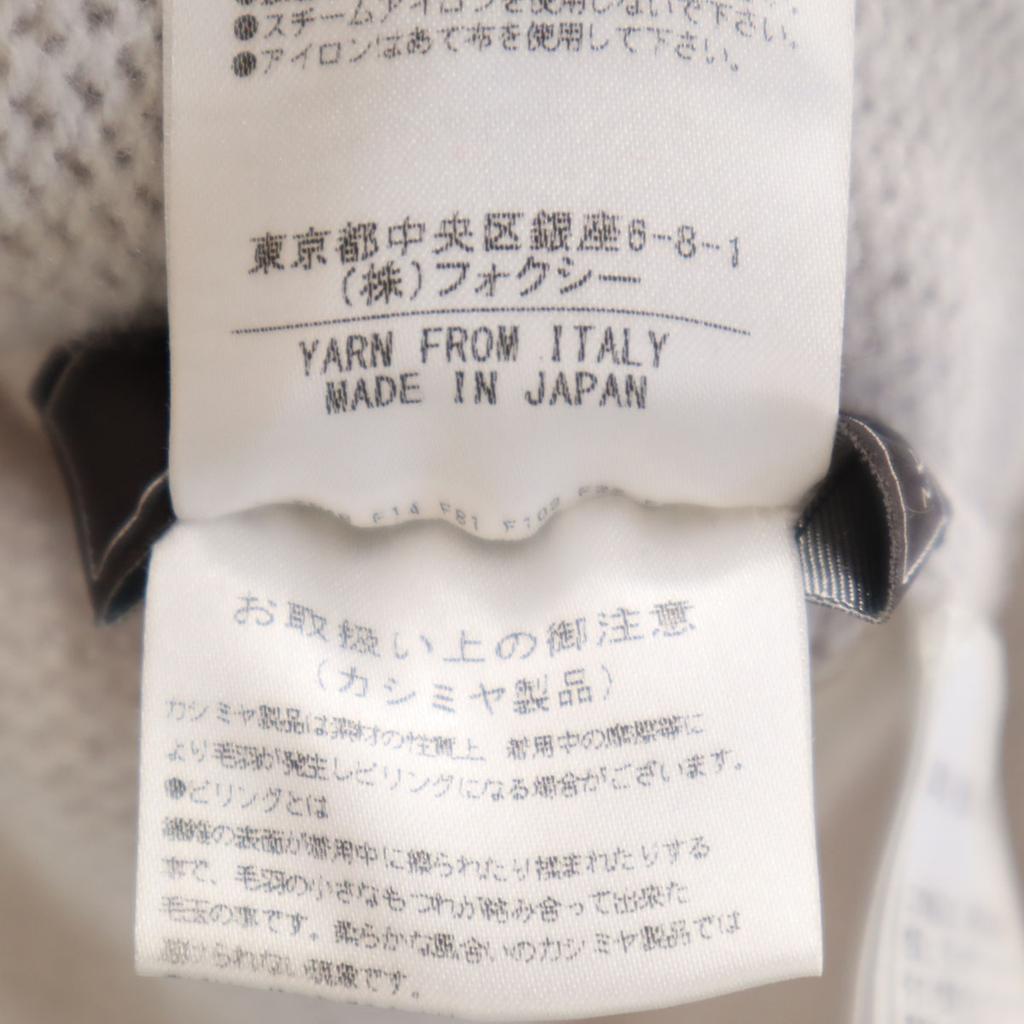 ●スチームアイロンを使用しないで下さい。
●アイロンはあて布を使用して下さい。
東京都中央区銀座6-8-1
(株)フォクシー
YARN FROM ITALY
MADE IN JAPAN
F14 F81 F102
お取扱い上の御注意
(カシミヤ製品)
カシミヤ製品は素材の性質上 着用中の摩擦等に
より毛羽が発生しピリングになる場合がございます。
●ピリングとは
繊維の表面が着用中に擦られたり揉まれたりする
事で、毛羽の小さなもつれが絡み合って出来た
毛玉の事です。柔らかな風合いのカシミヤ製品では
避けられない現象です。